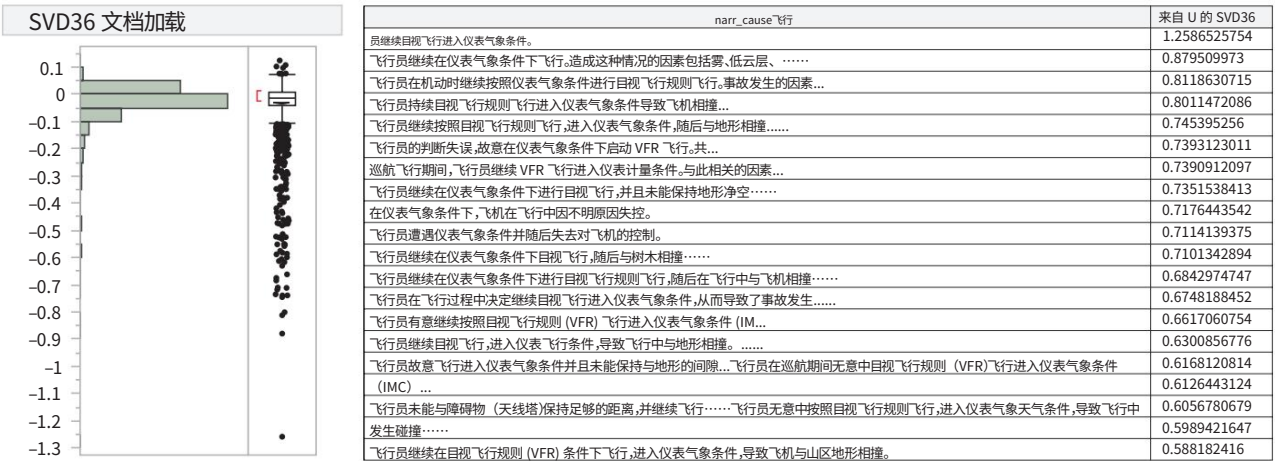 SVD36 文档加载
0.1
0
–0.1
–0.2
–0.3
–0.4
–0.5
–0.6
–0.7
–0.8
–0.9
–1
–1.1
–1.2
–1.3
narr_cause飞行 来自 U 的 SVD36
员继续目视飞行进入仪表气象条件。 1.2586525754
飞行员继续在仪表气象条件下飞行。造成这种情况的因素包括雾、低云层、…… 0.879509973
飞行员在机动时继续按照仪表气象条件进行目视飞行规则飞行。事故发生的因素... 0.8118630715
飞行员持续目视飞行规则飞行进入仪表气象条件导致飞机相撞... 0.8011472086
飞行员继续按照目视飞行规则飞行,进入仪表气象条件,随后与地形相撞...... 0.745395256
飞行员的判断失误,故意在仪表气象条件下启动 VFR 飞行。共... 0.7393123011
巡航飞行期间,飞行员继续 VFR 飞行进入仪表计量条件。与此相关的因素... 0.7390912097
飞行员继续在仪表气象条件下进行目视飞行,并且未能保持地形净空…… 0.7351538413
在仪表气象条件下,飞机在飞行中因不明原因失控。 0.7176443542
飞行员遭遇仪表气象条件并随后失去对飞机的控制。 0.7114139375
飞行员继续在仪表气象条件下目视飞行,随后与树木相撞…… 0.7101342894
飞行员继续在仪表气象条件下进行目视飞行规则飞行,随后在飞行中与飞机相撞…… 0.6842974747
飞行员在飞行过程中决定继续目视飞行进入仪表气象条件,从而导致了事故发生...... 0.6748188452
飞行员有意继续按照目视飞行规则 (VFR) 飞行进入仪表气象条件 (IM... 0.6617060754
飞行员继续目视飞行,进入仪表飞行条件,导致飞行中与地形相撞。...... 0.6300856776
飞行员故意飞行进入仪表气象条件并且未能保持与地形的间隙...飞行员在巡航期间无意中目视飞行规则（VFR)飞行进入仪表气象条件 0.6168120814
（IMC）... 0.6126443124
飞行员未能与障碍物（天线塔)保持足够的距离,并继续飞行……飞行员无意中按照目视飞行规则飞行,进入仪表气象天气条件,导致飞行中 0.6056780679
发生碰撞…… 0.5989421647
飞行员继续在目视飞行规则 (VFR) 条件下飞行,进入仪表气象条件,导致飞机与山区地形相撞。 0.588182416